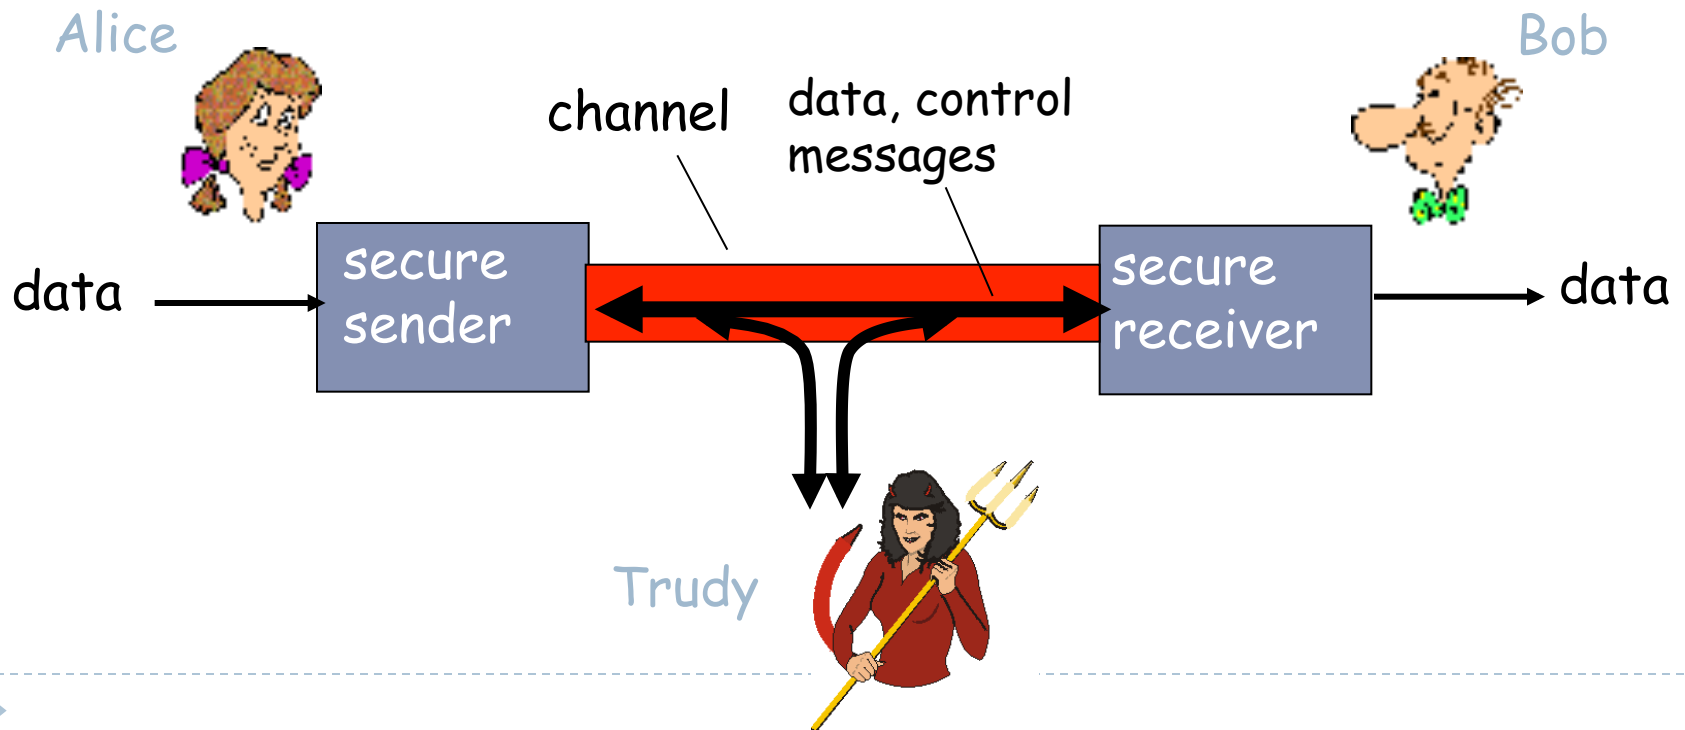 Alice
Bob
channel
data, control
messages
data
secure
sender
secure
receiver
data
Trudy